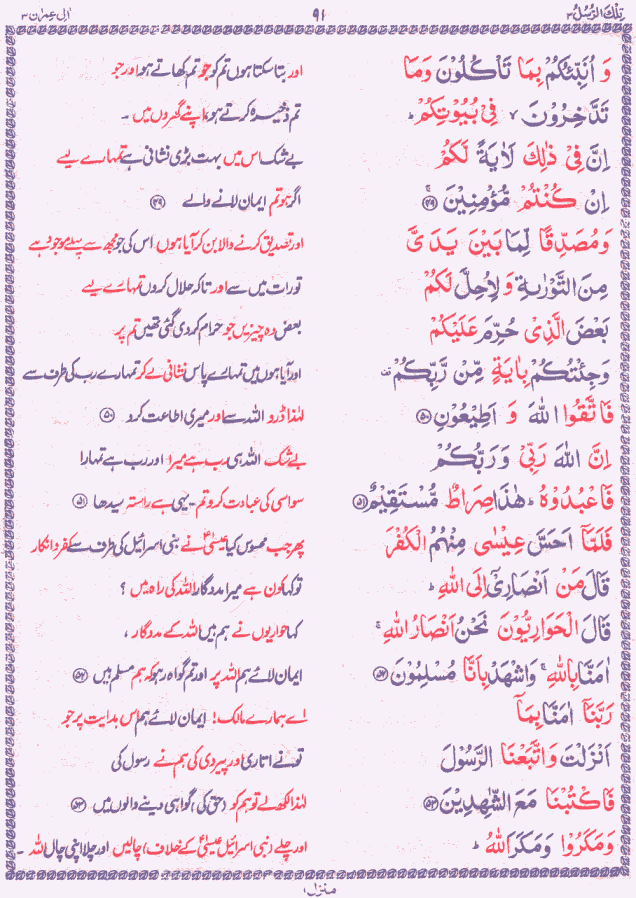 تِلْكَ الرُّسُلُ ٣ ٩١ اٰلِ عِمْرٰن ٣
وَ اُنَبِّئُكُمْ بِمَا تَاْكُلُوْنَ وَمَا اور بتا سکتا ہوں تم کو جو تم کھاتے ہو اور جو
تَدَّخِرُوْنَ ۙ فِیْ بُیُوْتِكُمْ ؕ تم ذخیرہ کرتے ہو، اپنے گھروں میں ۔
اِنَّ فِیْ ذٰلِكَ لَاٰیَةً لَّكُمْ بے شک اس میں بہت بڑی نشانی ہے تمہارے لیے
اِنْ كُنْتُمْ مُّؤْمِنِیْنَ ﴿۴۹﴾ اگر ہو تم ایمان لانے والے ﴿۴۹﴾
وَمُصَدِّقًا لِّمَا بَیْنَ یَدَیَّ اور تصدیق کرنے والا بن کر آیا ہوں اس کی جو مجھ سے پہلے موجود ہے
مِنَ التَّوْرٰىةِ وَ لِاُحِلَّ لَكُمْ تورات میں سے اور تاکہ حلال کروں تمہارے لیے
بَعْضَ الَّذِیْ حُرِّمَ عَلَیْكُمْ بعض وہ چیزیں جو حرام کر دی گئی تھیں تم پر
وَجِئْتُكُمْ بِاٰیَةٍ مِّنْ رَّبِّكُمْ اور آیا ہوں میں تمہارے پاس نشانی لے کر تمہارے رب کی طرف سے
فَاتَّقُوا اللّٰهَ وَ اَطِیْعُوْنِ ﴿۵۰﴾ لہٰذا ڈرو اللہ سے اور میری اطاعت کرو ﴿۵۰﴾
اِنَّ اللّٰهَ رَبِّیْ وَ رَبُّكُمْ بے شک اللہ ہی رب ہے میرا اور رب ہے تمہارا
فَاعْبُدُوْهُ ؕ هٰذَا صِرَاطٌ مُّسْتَقِیْمٌ ﴿۵۱﴾ سو اسی کی عبادت کرو تم ۔ یہی ہے راستہ سیدھا ﴿۵۱﴾
فَلَمَّاۤ اَحَسَّ عِیْسٰی مِنْهُمُ الْكُفْرَ پھر جب محسوس کیا عیسیٰؑ نے بنی اسرائیل کی طرف سے کفر و انکار
قَالَ مَنْ اَنْصَارِیْۤ اِلَی اللّٰهِ ؕ تو کہا کون ہے میرا مددگار اللہ کی راہ میں ؟
قَالَ الْحَوَارِیُّوْنَ نَحْنُ اَنْصَارُ اللّٰهِ ۚ کہا حواریوں نے ہم ہیں اللہ کے مددگار ،
اٰمَنَّا بِاللّٰهِ ۚ وَاشْهَدْ بِاَنَّا مُسْلِمُوْنَ ﴿۵۲﴾ ایمان لائے ہم اللہ پر اور تم گواہ رہو کہ ہم مسلم ہیں ﴿۵۲﴾
رَبَّنَاۤ اٰمَنَّا بِمَاۤ اے ہمارے مالک! ایمان لائے ہم اس ہدایت پر جو
اَنْزَلْتَ وَاتَّبَعْنَا الرَّسُوْلَ تو نے اتاری اور پیروی کی ہم نے رسول کی
فَاكْتُبْنَا مَعَ الشّٰهِدِیْنَ ﴿۵۳﴾ لہٰذا لکھ لے تو ہم کو (حق کی) گواہی دینے والوں میں ﴿۵۳﴾
وَمَكَرُوْا وَمَكَرَ اللّٰهُ ؕ اور چلے (بنی اسرائیل عیسیٰؑ کے خلاف) چالیں اور چلا اپنی چال اللہ ۔
منزل ۱